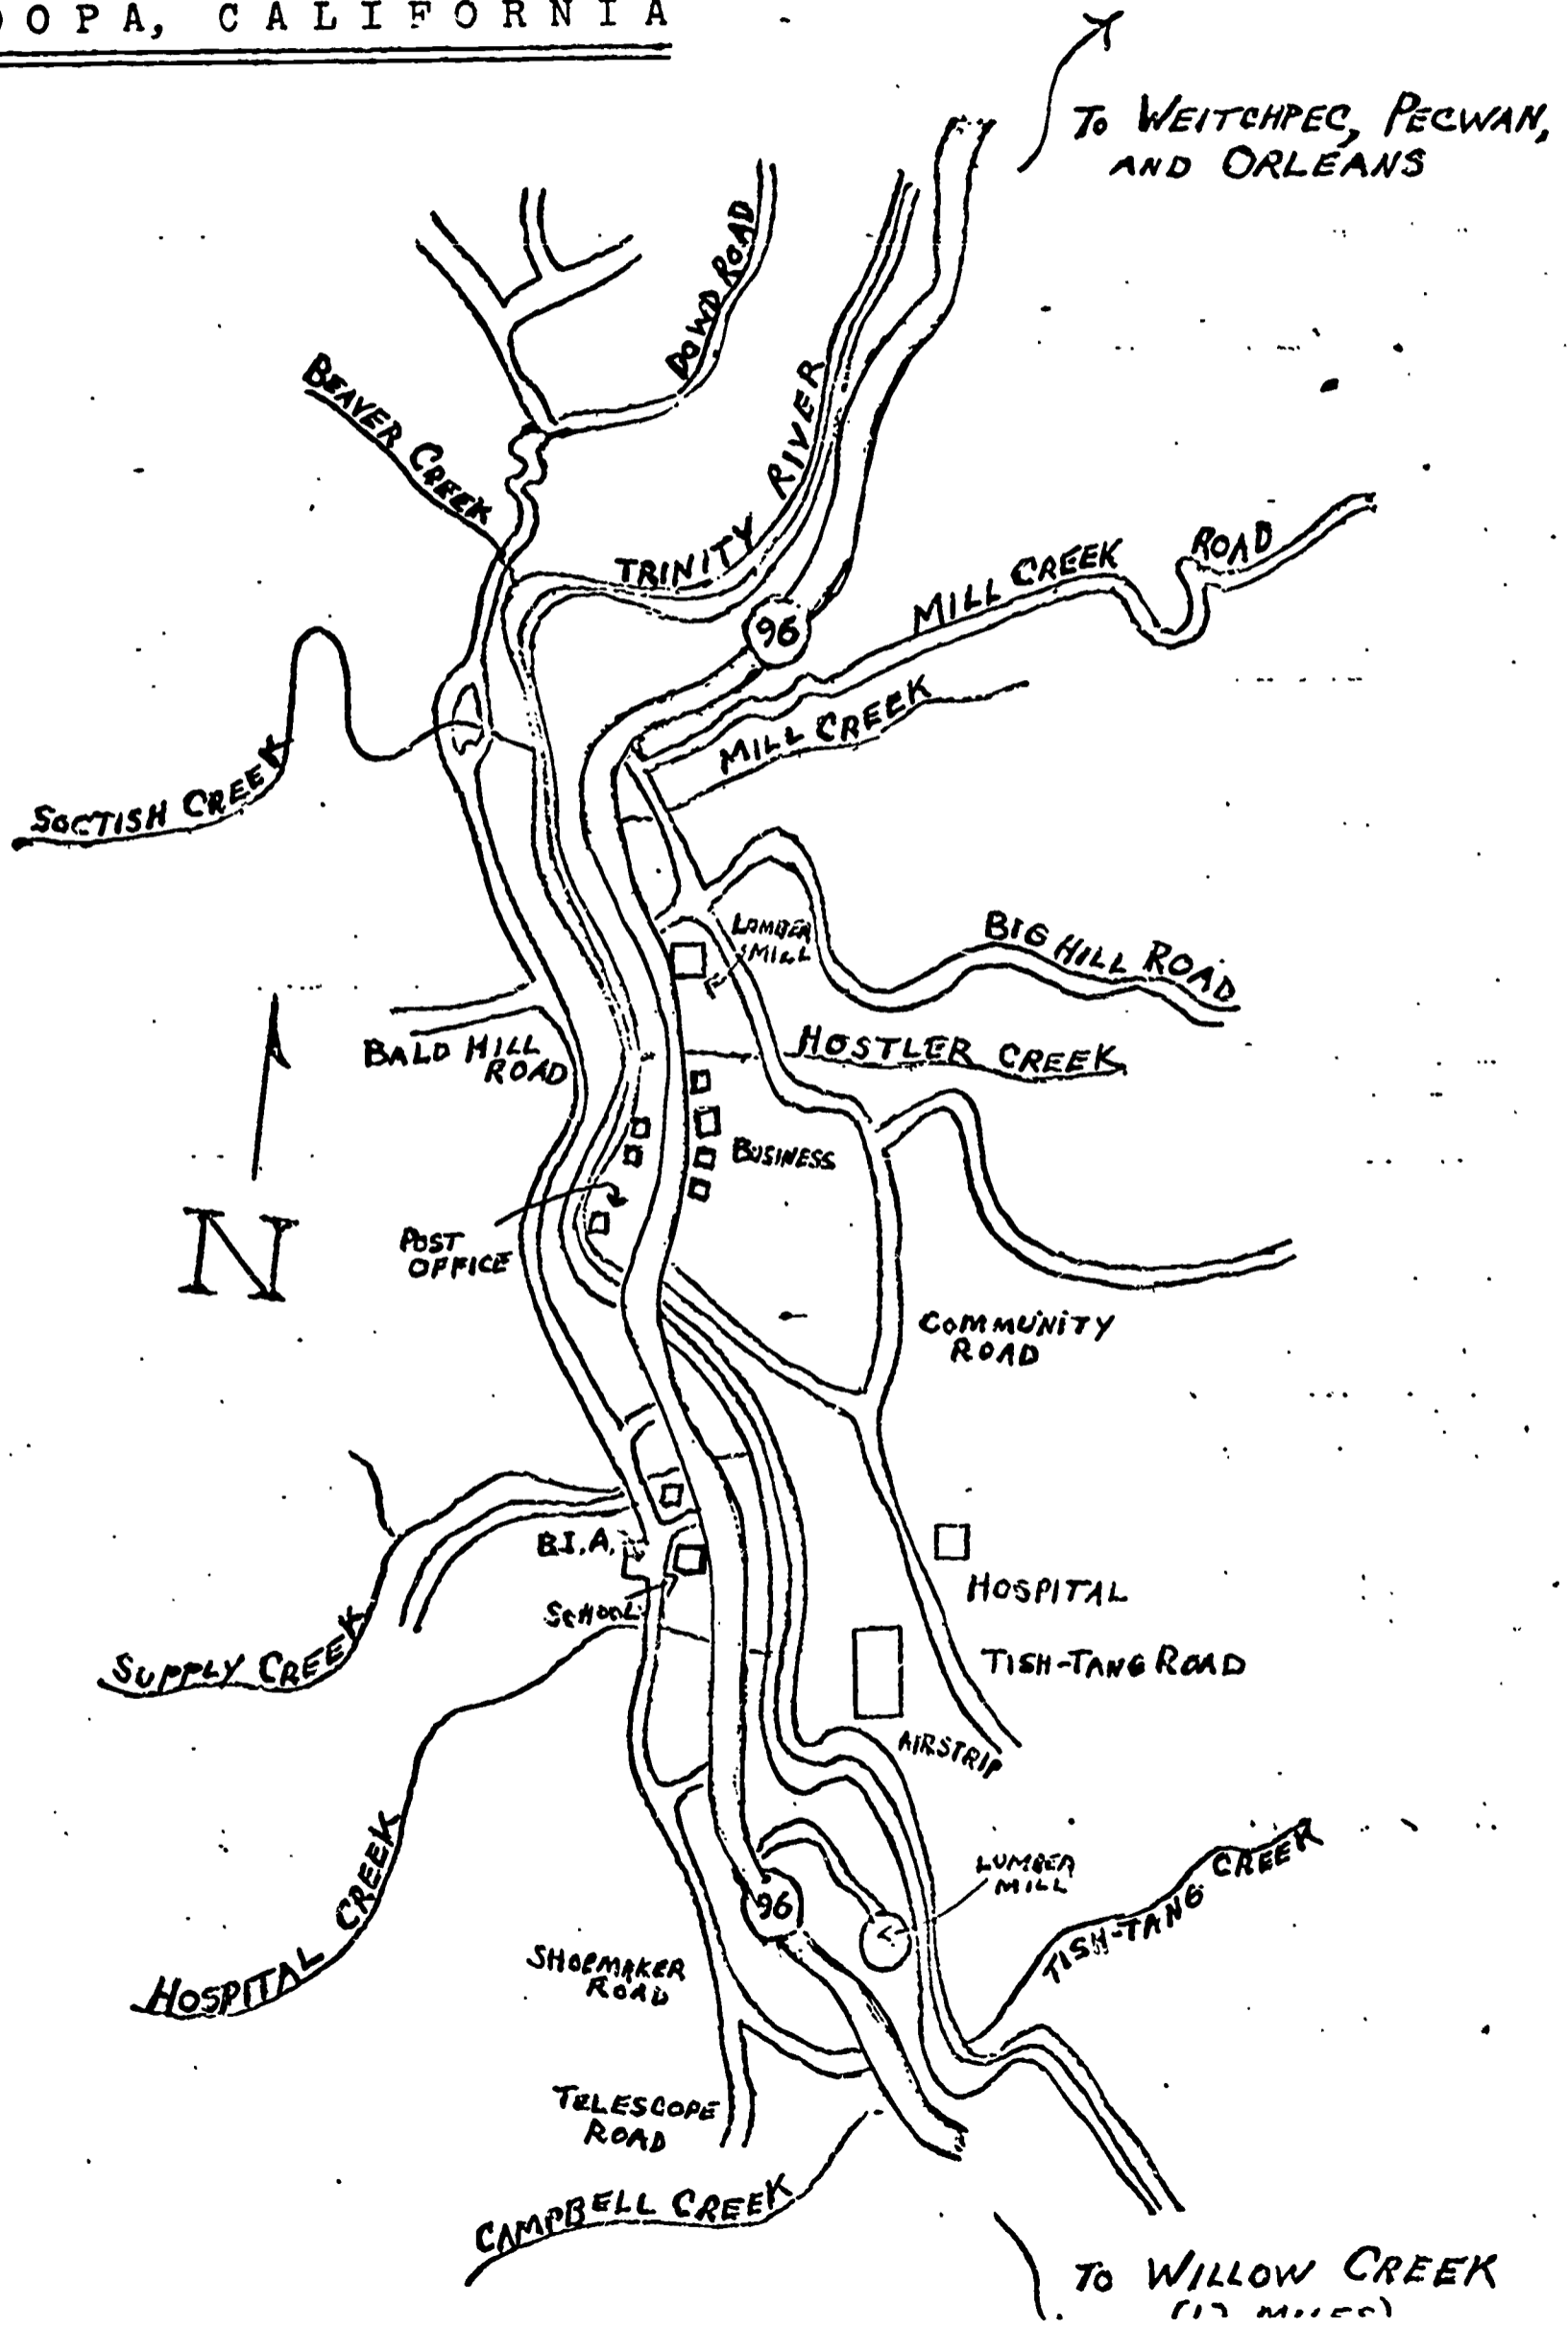 OOPA, CALIFORNIA
To WEITCHPEC, PECWAN,
AND ORLEANS
DOWD ROAD
BEAVER CREEK
TRINITY RIVER
96
MILL CREEK ROAD
MILL CREEK
SOCTISH CREEK
LUMBER
MILL
BIG HILL ROAD
BALD HILL
ROAD
HOSTLER CREEK
BUSINESS
N
POST
OFFICE
COMMUNITY
ROAD
B.I.A.
SCHOOL
HOSPITAL
SUPPLY CREEK
TISH-TANG ROAD
AIRSTRIP
HOSPITAL CREEK
LUMBER
MILL
TISH-TANG CREEK
96
SHOEMAKER
ROAD
TELESCOPE
ROAD
CAMPBELL CREEK
To WILLOW CREEK